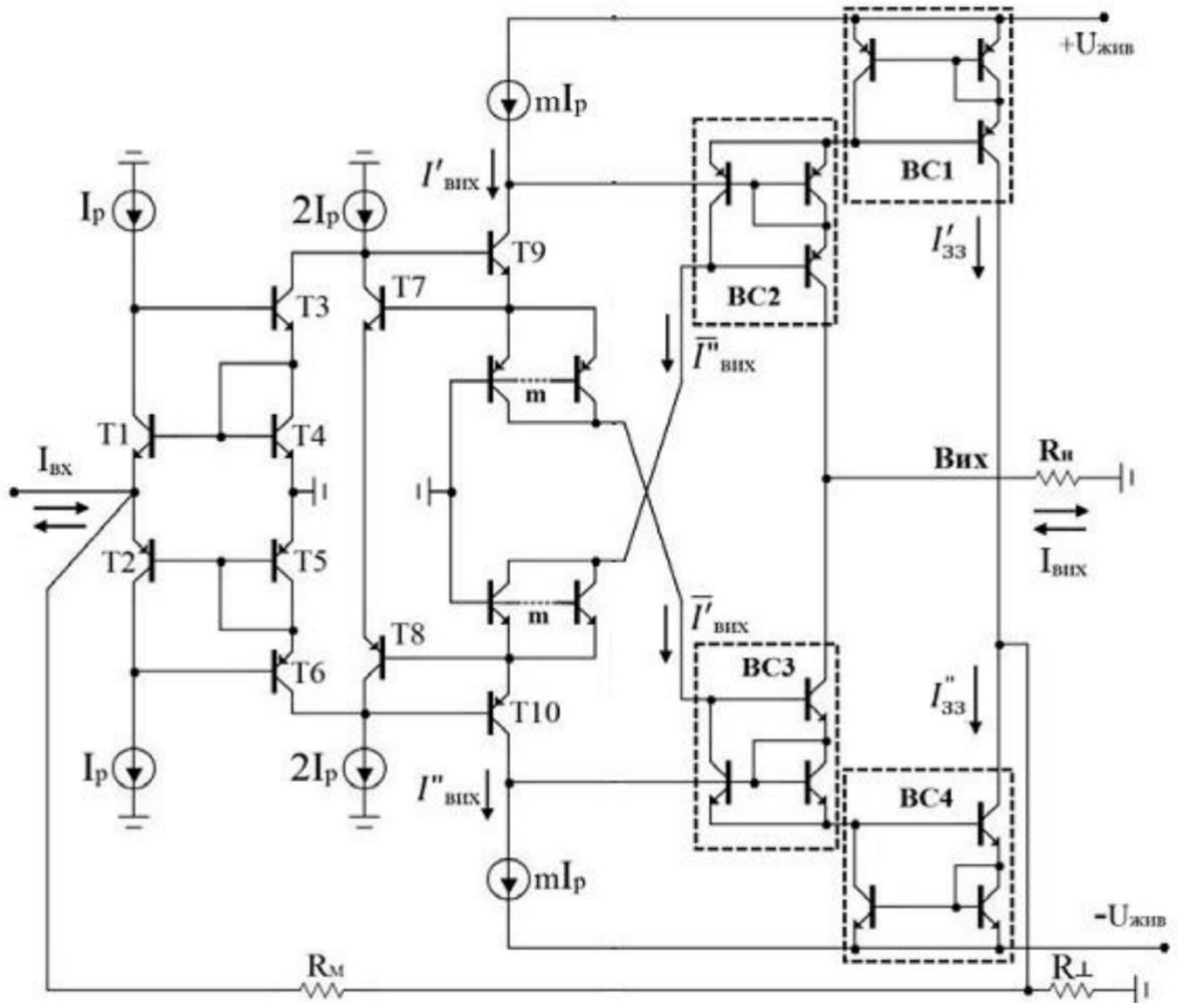 +Uжив
mIp
BC1
Ip
2Ip
I'вих
T9
I'зз
T3
T7
BC2
Ī"вих
m
T1
T4
Iвх
Вих
Rн
T2
T5
Iвих
m
Ī'вих
T8
BC3
T6
T10
I"зз
Ip
2Ip
I"вих
BC4
mIp
-Uжив
Rм
R⊥